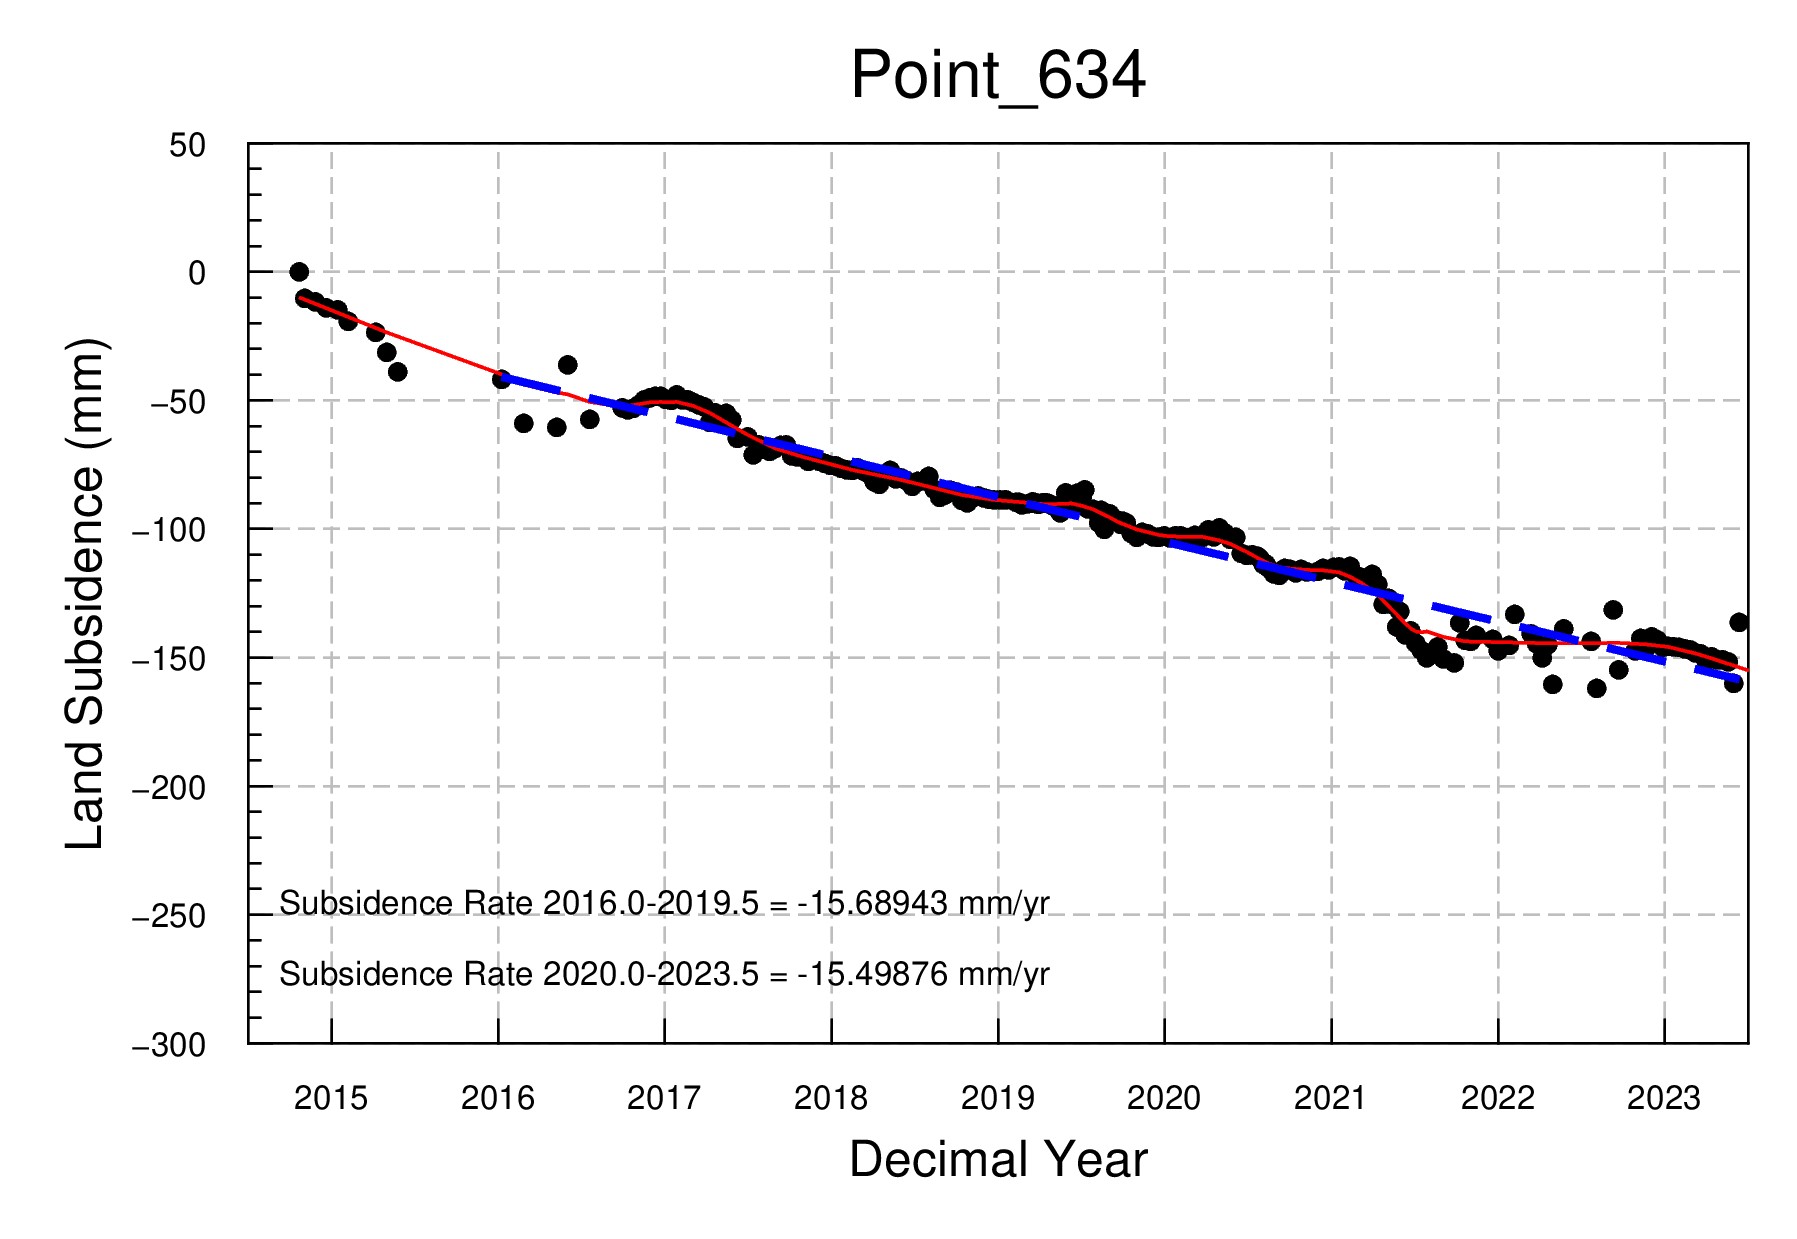 Point_634
50
0
−50
−100
−150
−200
−250
−300
Land Subsidence (mm)
Subsidence Rate 2016.0-2019.5 = -15.68943 mm/yr
Subsidence Rate 2020.0-2023.5 = -15.49876 mm/yr
2015 2016 2017 2018 2019 2020 2021 2022 2023
Decimal Year